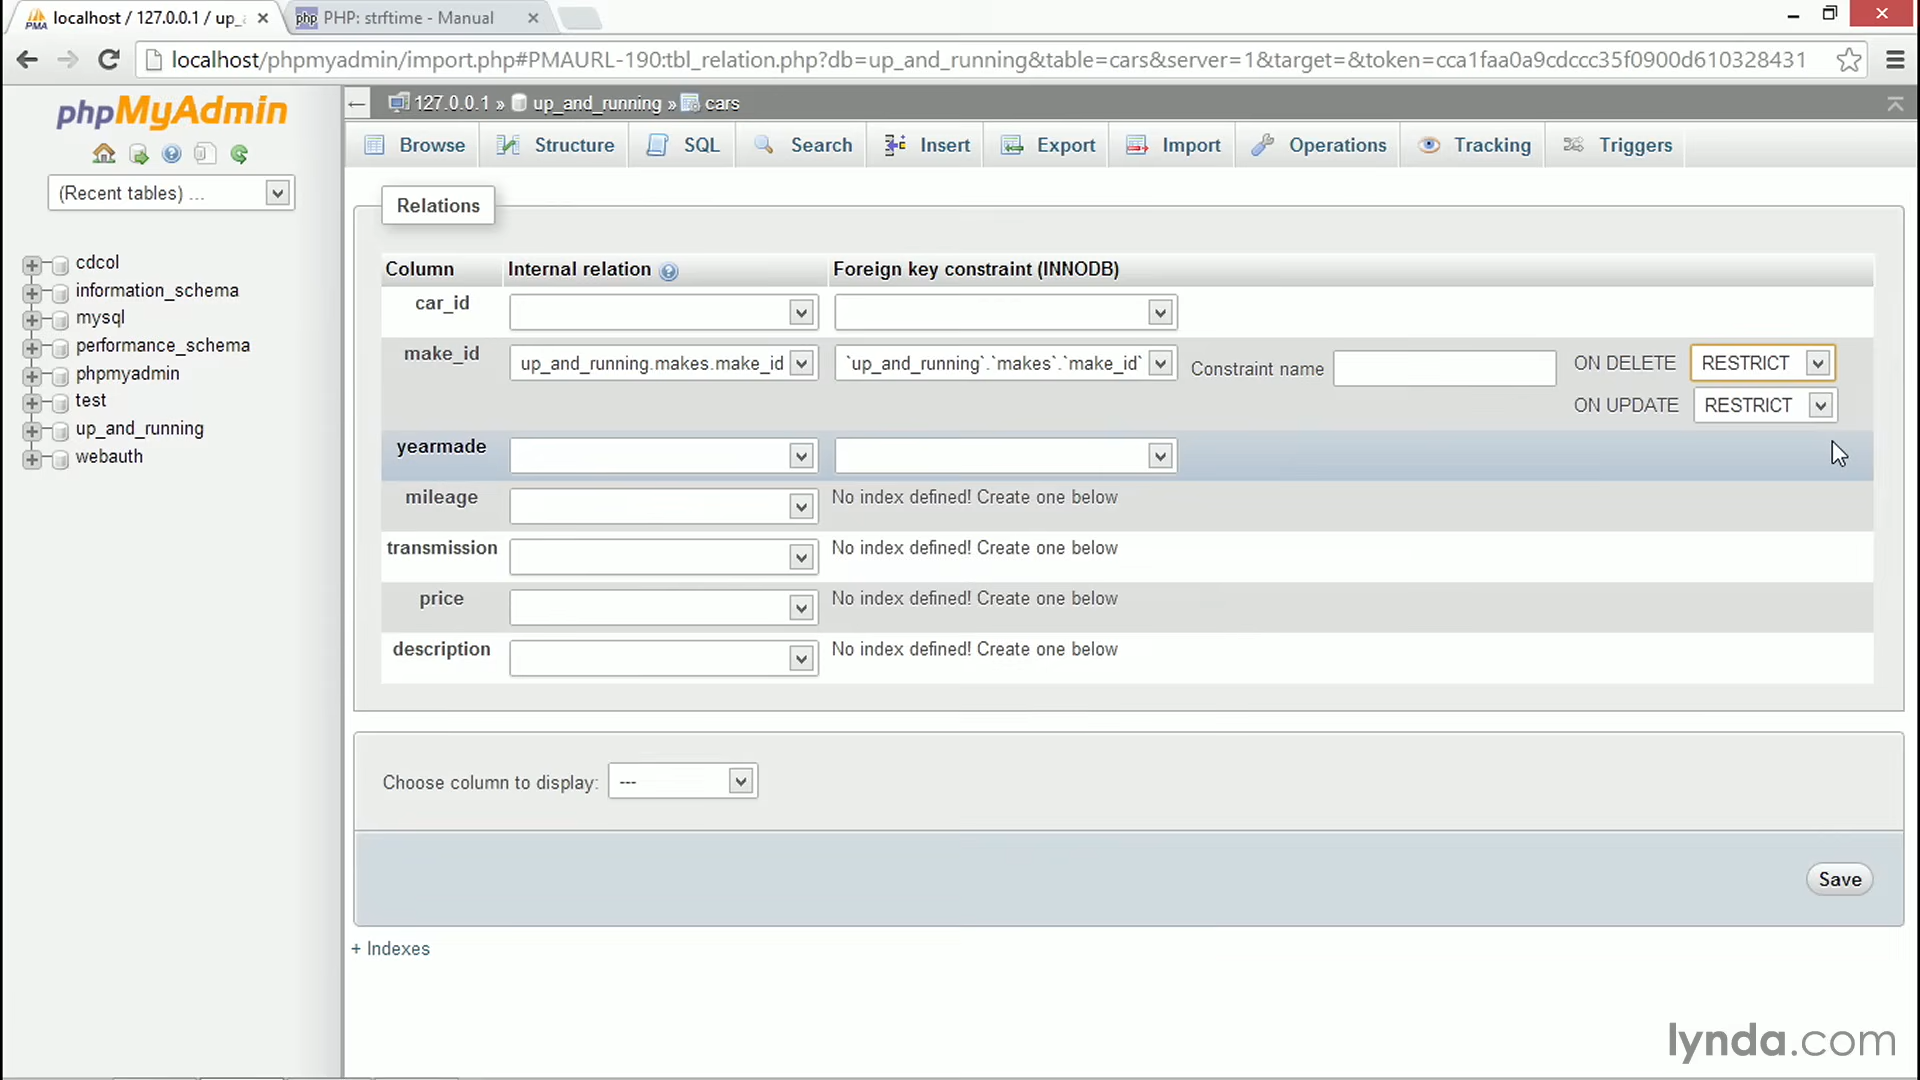 localhost / 127.0.0.1 / up_
php PHP: strftime - Manual
localhost/phpmyadmin/import.php#PMAURL-190:tbl_relation.php?db=up_and_running&table=cars&server=1&target=&token=cca1faa0a9cdccc35f0900d610328431
phpMyAdmin
(Recent tables) ...
cdcol
information_schema
mysql
performance_schema
phpmyadmin
test
up_and_running
webauth
127.0.0.1 » up_and_running » cars
Browse Structure SQL Search Insert Export Import Operations Tracking Triggers
Relations
Column Internal relation Foreign key constraint (INNODB)
car_id
make_id up_and_running.makes.make_id `up_and_running`.`makes`.`make_id` Constraint name ON DELETE RESTRICT
ON UPDATE RESTRICT
yearmade
mileage No index defined! Create one below
transmission No index defined! Create one below
price No index defined! Create one below
description No index defined! Create one below
Choose column to display: ---
Save
+ Indexes
lynda.com